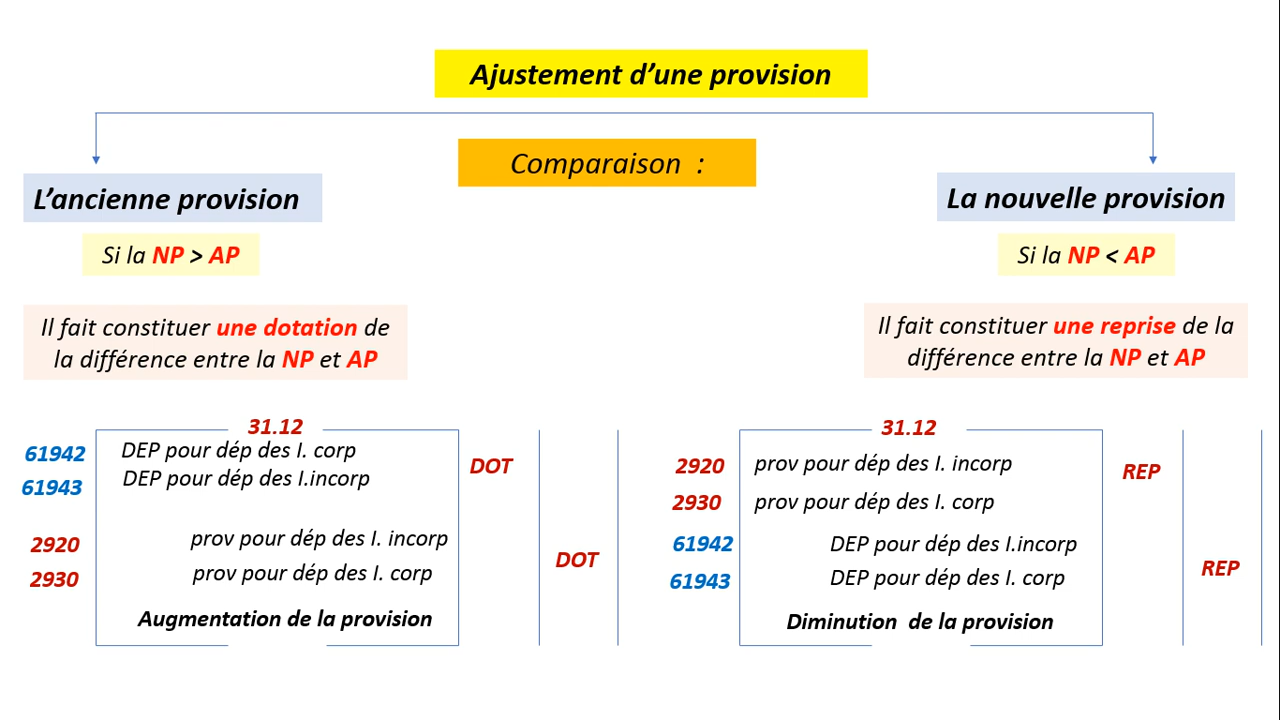 Ajustement d’une provision
Comparaison :
L’ancienne provision
Si la NP > AP
Il fait constituer une dotation de
la différence entre la NP et AP
31.12
61942 DEP pour dép des I. corp DOT
61943 DEP pour dép des I.incorp
2920 prov pour dép des I. incorp
DOT
2930 prov pour dép des I. corp
Augmentation de la provision
La nouvelle provision
Si la NP < AP
Il fait constituer une reprise de la
différence entre la NP et AP
31.12
2920 prov pour dép des I. incorp REP
2930 prov pour dép des I. corp
61942 DEP pour dép des I.incorp
REP
61943 DEP pour dép des I. corp
Diminution de la provision